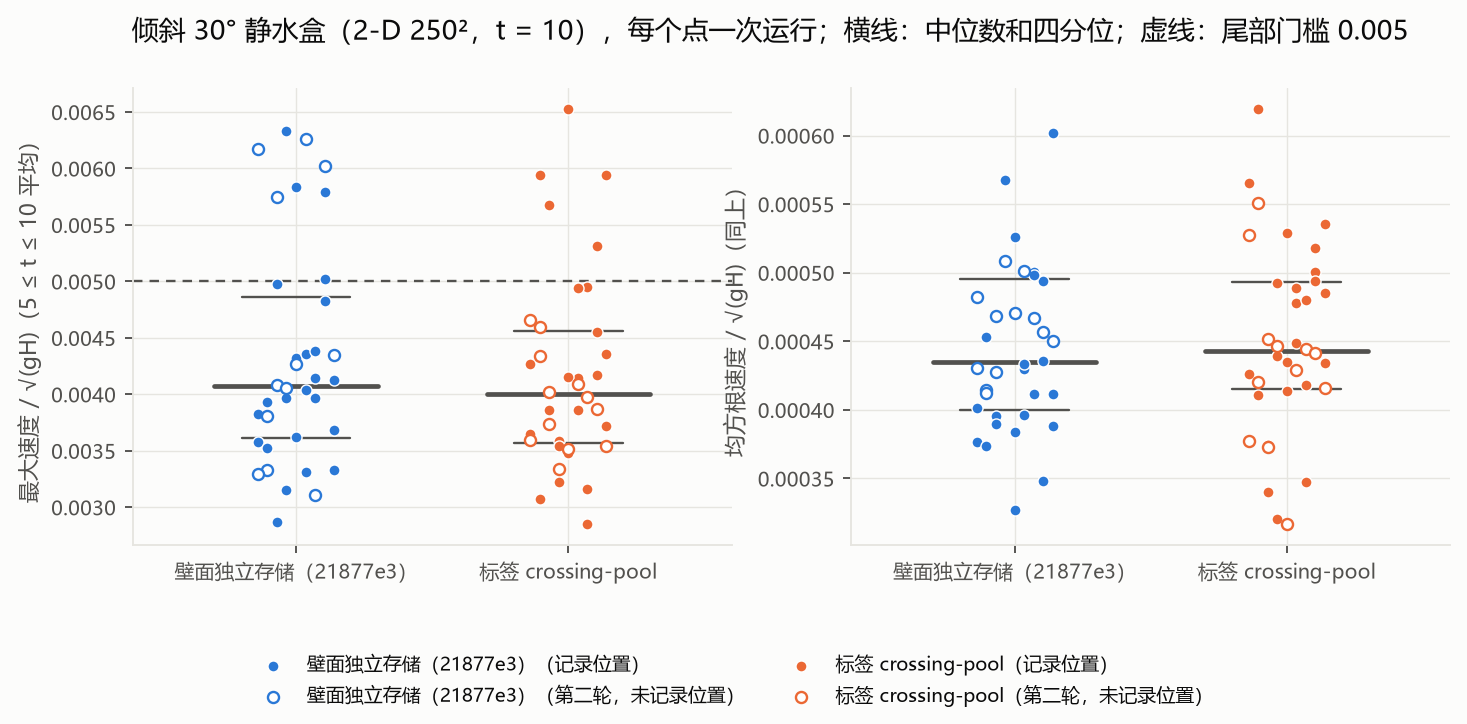 倾斜 30° 静水盒（2-D 250²，t = 10），每个点一次运行；横线：中位数和四分位；虚线：尾部门槛 0.005
最大速度 / √(gH)（5 ≤ t ≤ 10 平均）
0.0065
0.0060
0.0055
0.0050
0.0045
0.0040
0.0035
0.0030
壁面独立存储（21877e3）
标签 crossing-pool
均方根速度 / √(gH)（同上）
0.00060
0.00055
0.00050
0.00045
0.00040
0.00035
壁面独立存储（21877e3）
标签 crossing-pool
壁面独立存储（21877e3）（记录位置）
壁面独立存储（21877e3）（第二轮，未记录位置）
标签 crossing-pool（记录位置）
标签 crossing-pool（第二轮，未记录位置）